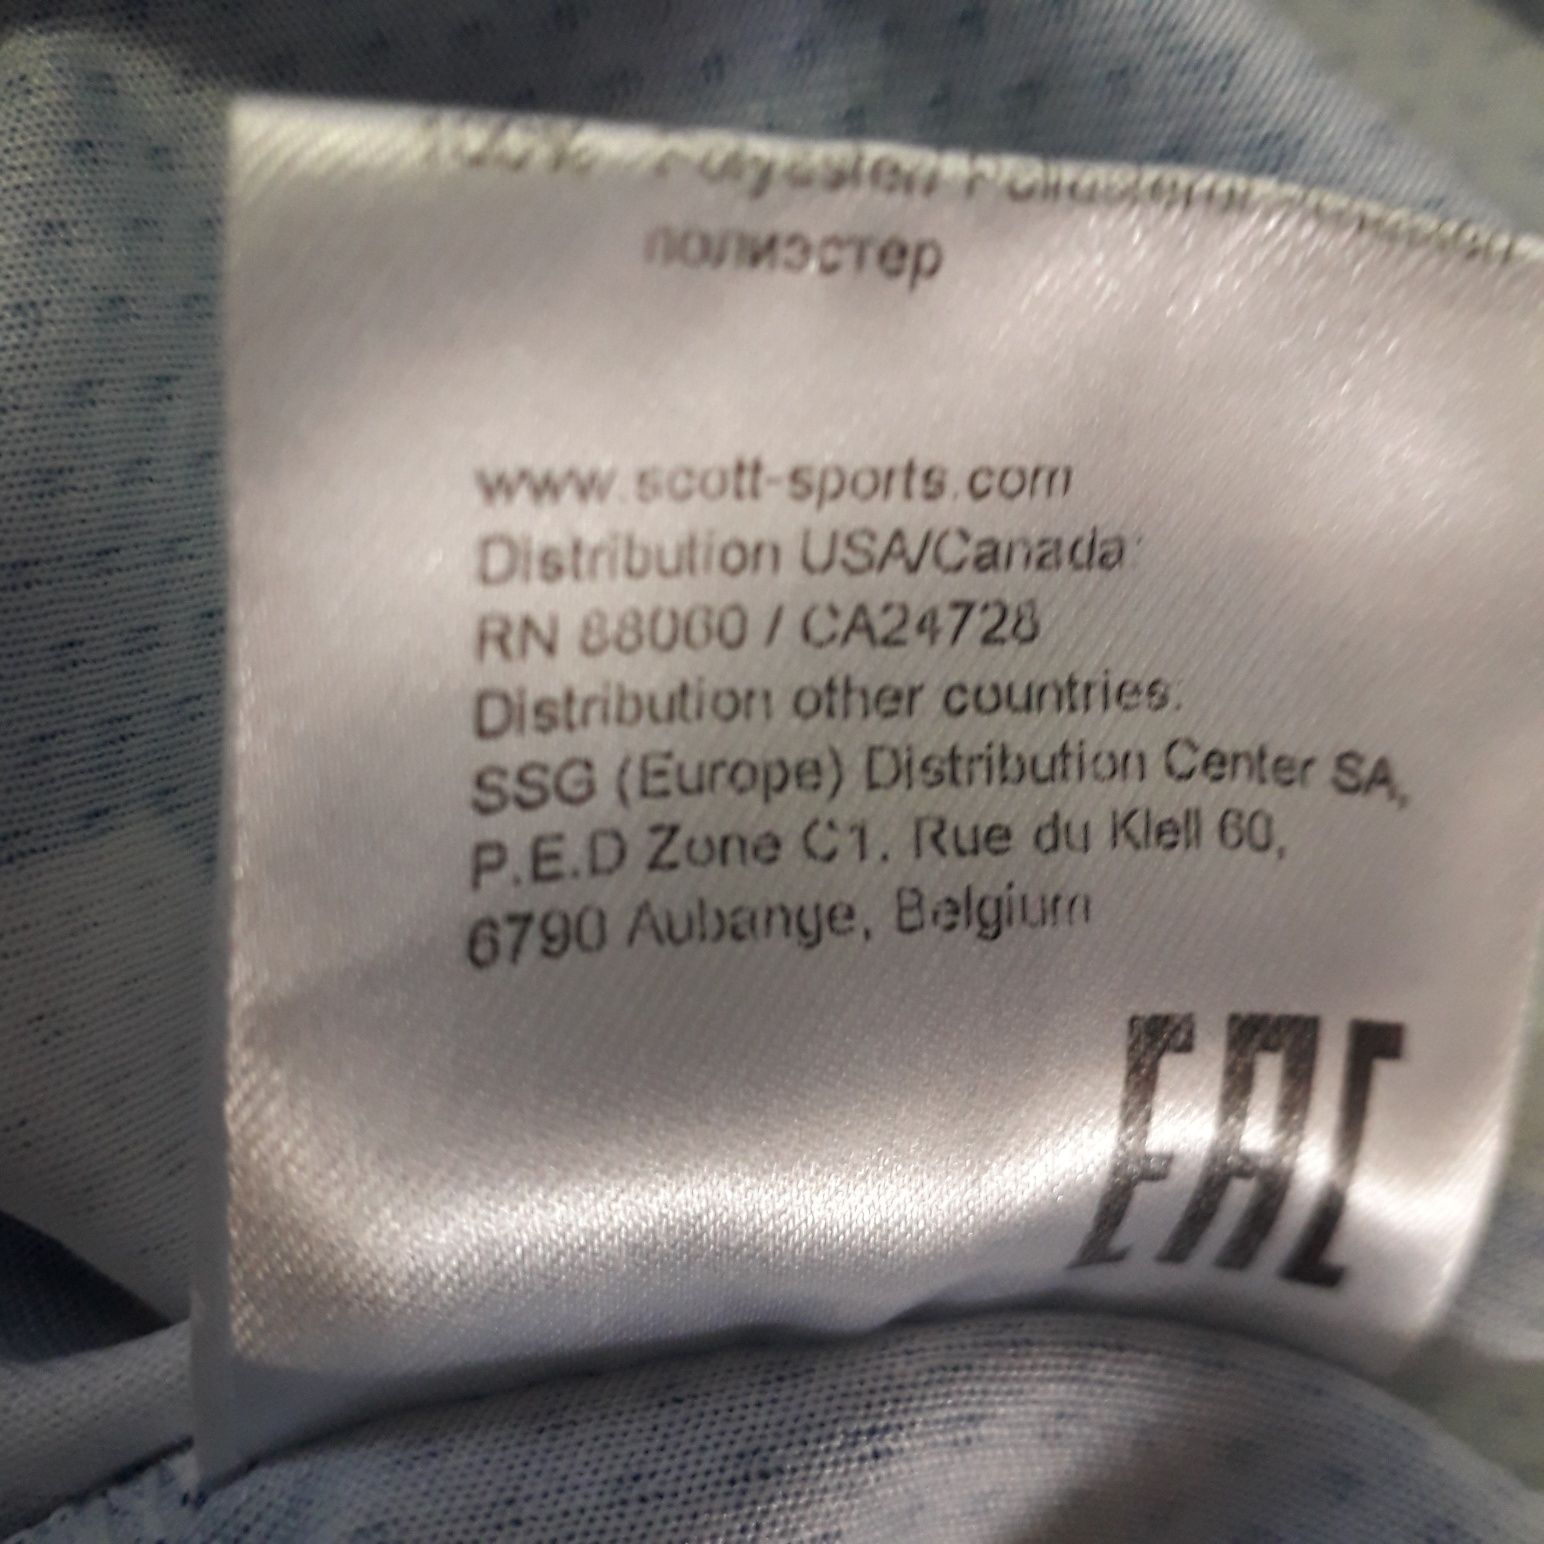 полиэстер
www.scott-sports.com
Distribution USA/Canada:
RN 88060 / CA24728
Distribution other countries:
SSG (Europe) Distribution Center SA,
P.E.D Zone C1, Rue du Kiell 60,
6790 Aubange, Belgium
EAC